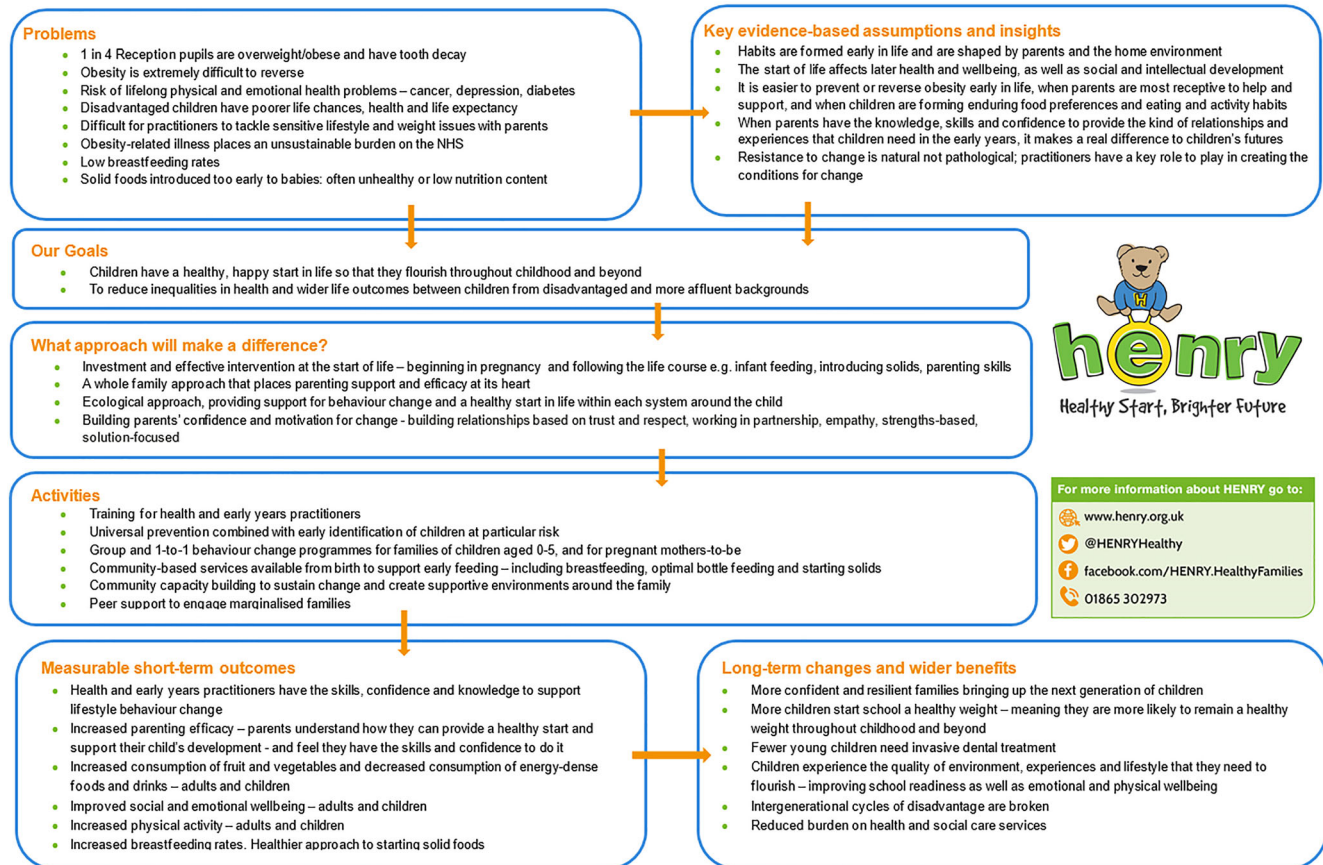 Problems
1 in 4 Reception pupils are overweight/obese and have tooth decay
Obesity is extremely difficult to reverse
Risk of lifelong physical and emotional health problems – cancer, depression, diabetes
Disadvantaged children have poorer life chances, health and life expectancy
Difficult for practitioners to tackle sensitive lifestyle and weight issues with parents
Obesity-related illness places an unsustainable burden on the NHS
Low breastfeeding rates
Solid foods introduced too early to babies: often unhealthy or low nutrition content
Key evidence-based assumptions and insights
Habits are formed early in life and are shaped by parents and the home environment
The start of life affects later health and wellbeing, as well as social and intellectual development
It is easier to prevent or reverse obesity early in life, when parents are most receptive to help and
support, and when children are forming enduring food preferences and eating and activity habits
When parents have the knowledge, skills and confidence to provide the kind of relationships and
experiences that children need in the early years, it makes a real difference to children's futures
Resistance to change is natural not pathological; practitioners have a key role to play in creating the
conditions for change
Our Goals
Children have a healthy, happy start in life so that they flourish throughout childhood and beyond
To reduce inequalities in health and wider life outcomes between children from disadvantaged and more affluent backgrounds
What approach will make a difference?
Investment and effective intervention at the start of life – beginning in pregnancy and following the life course e.g. infant feeding, introducing solids, parenting skills
A whole family approach that places parenting support and efficacy at its heart
Ecological approach, providing support for behaviour change and a healthy start in life within each system around the child
Building parents' confidence and motivation for change - building relationships based on trust and respect, working in partnership, empathy, strengths-based,
solution-focused
H
henry
Healthy Start, Brighter Future
Activities
Training for health and early years practitioners
Universal prevention combined with early identification of children at particular risk
Group and 1-to-1 behaviour change programmes for families of children aged 0-5, and for pregnant mothers-to-be
Community-based services available from birth to support early feeding – including breastfeeding, optimal bottle feeding and starting solids
Community capacity building to sustain change and create supportive environments around the family
Peer support to engage marginalised families
For more information about HENRY go to:
www.henry.org.uk
@HENRYHealthy
facebook.com/HENRY.HealthyFamilies
01865 302973
Measurable short-term outcomes
Health and early years practitioners have the skills, confidence and knowledge to support
lifestyle behaviour change
Increased parenting efficacy – parents understand how they can provide a healthy start and
support their child's development - and feel they have the skills and confidence to do it
Increased consumption of fruit and vegetables and decreased consumption of energy-dense
foods and drinks – adults and children
Improved social and emotional wellbeing – adults and children
Increased physical activity – adults and children
Increased breastfeeding rates. Healthier approach to starting solid foods
Long-term changes and wider benefits
More confident and resilient families bringing up the next generation of children
More children start school a healthy weight – meaning they are more likely to remain a healthy
weight throughout childhood and beyond
Fewer young children need invasive dental treatment
Children experience the quality of environment, experiences and lifestyle that they need to
flourish – improving school readiness as well as emotional and physical wellbeing
Intergenerational cycles of disadvantage are broken
Reduced burden on health and social care services